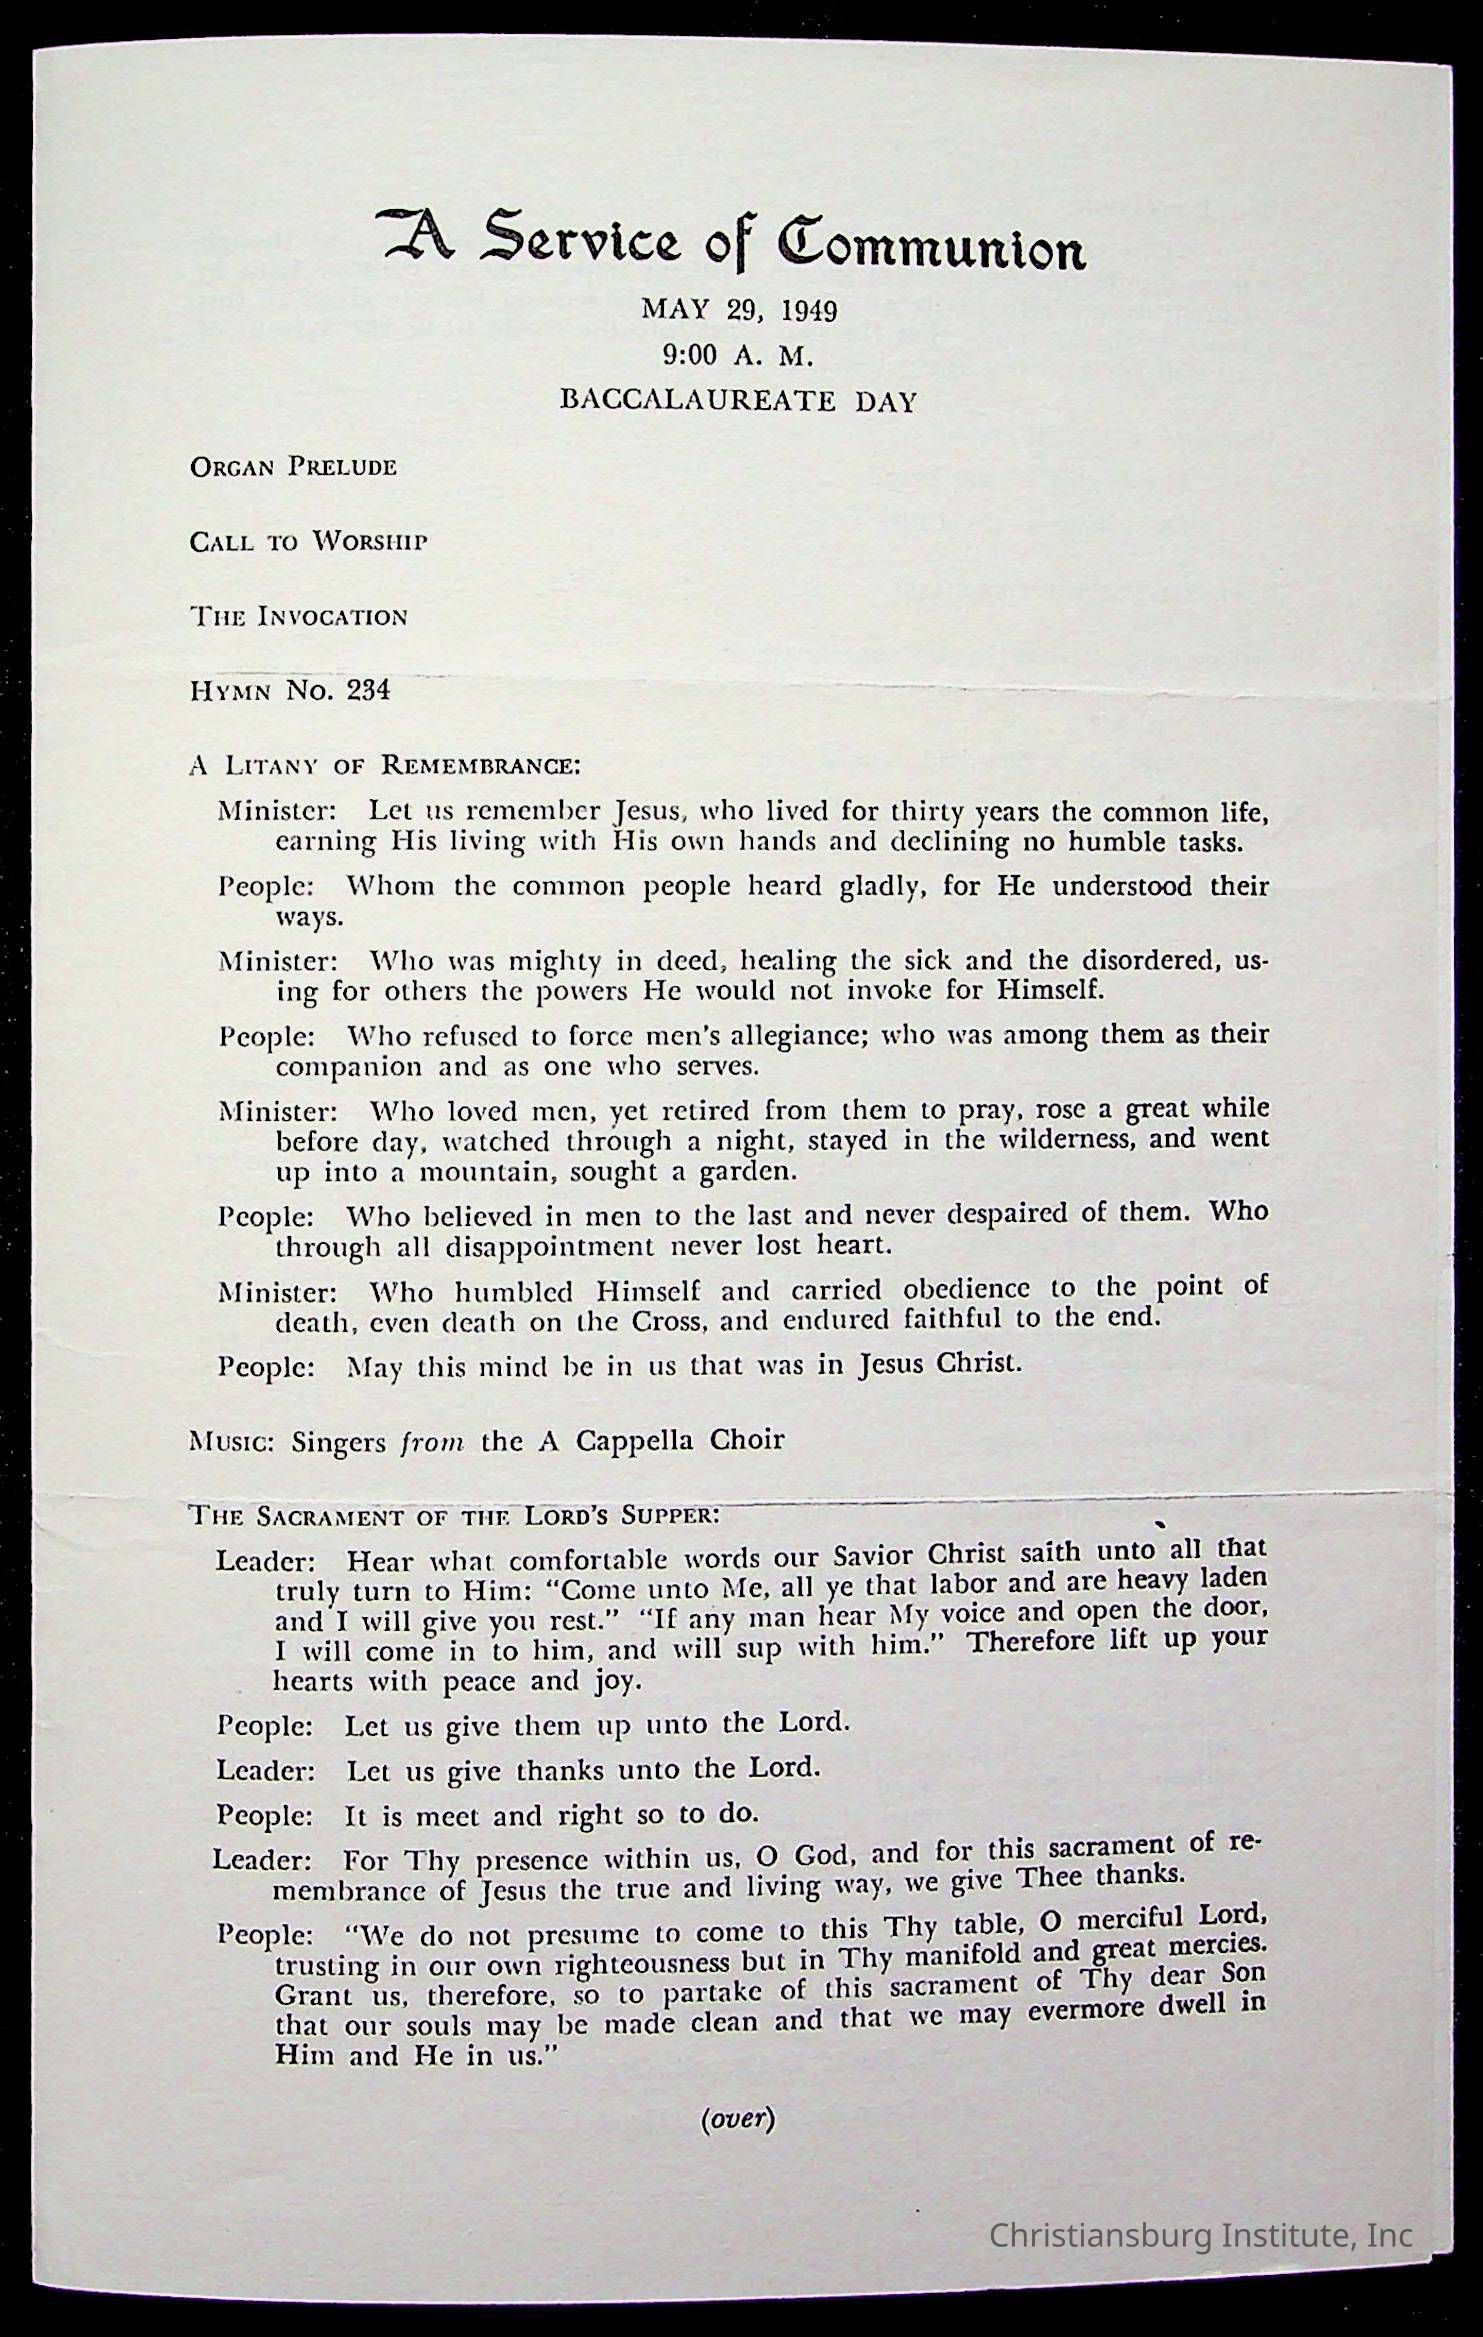 A Service of Communion
MAY 29, 1949
9:00 A. M.
BACCALAUREATE DAY
ORGAN PRELUDE
CALL TO WORSHIP
THE INVOCATION
HYMN No. 234
A LITANY OF REMEMBRANCE:
Minister: Let us remember Jesus, who lived for thirty years the common life,
earning His living with His own hands and declining no humble tasks.
People: Whom the common people heard gladly, for He understood their
ways.
Minister: Who was mighty in deed, healing the sick and the disordered, us-
ing for others the powers He would not invoke for Himself.
People: Who refused to force men's allegiance; who was among them as their
companion and as one who serves.
Minister: Who loved men, yet retired from them to pray, rose a great while
before day, watched through a night, stayed in the wilderness, and went
up into a mountain, sought a garden.
People: Who believed in men to the last and never despaired of them. Who
through all disappointment never lost heart.
Minister: Who humbled Himself and carried obedience to the point of
death, even death on the Cross, and endured faithful to the end.
People: May this mind be in us that was in Jesus Christ.
MUSIC: Singers from the A Cappella Choir
THE SACRAMENT OF THE LORD'S SUPPER:
Leader: Hear what comfortable words our Savior Christ saith unto all that
truly turn to Him: "Come unto Me, all ye that labor and are heavy laden
and I will give you rest." "If any man hear My voice and open the door,
I will come in to him, and will sup with him." Therefore lift up your
hearts with peace and joy.
People: Let us give them up unto the Lord.
Leader: Let us give thanks unto the Lord.
People: It is meet and right so to do.
Leader: For Thy presence within us, O God, and for this sacrament of re-
membrance of Jesus the true and living way, we give Thee thanks.
People: "We do not presume to come to this Thy table, O merciful Lord,
trusting in our own righteousness but in Thy manifold and great mercies.
Grant us, therefore, so to partake of this sacrament of Thy dear Son
that our souls may be made clean and that we may evermore dwell in
Him and He in us."
(over)
Christiansburg Institute, Inc